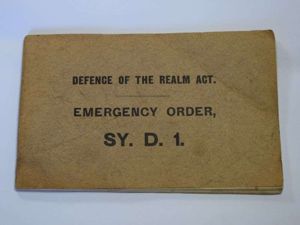 DEFENCE OF THE REALM ACT.
EMERGENCY ORDER,
SY. D. 1.